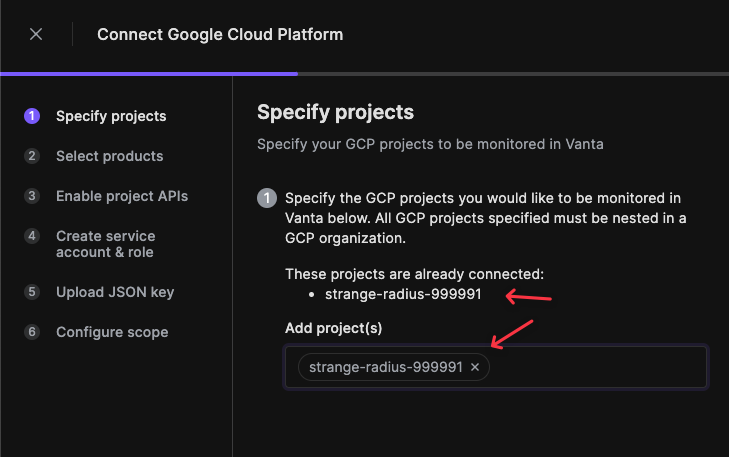 Connect Google Cloud Platform
1 Specify projects
2 Select products
3 Enable project APIs
4 Create service
account & role
5 Upload JSON key
6 Configure scope
Specify projects
Specify your GCP projects to be monitored in Vanta
1 Specify the GCP projects you would like to be monitored in
Vanta below. All GCP projects specified must be nested in a
GCP organization.
These projects are already connected:
• strange-radius-999991
Add project(s)
strange-radius-999991 ×